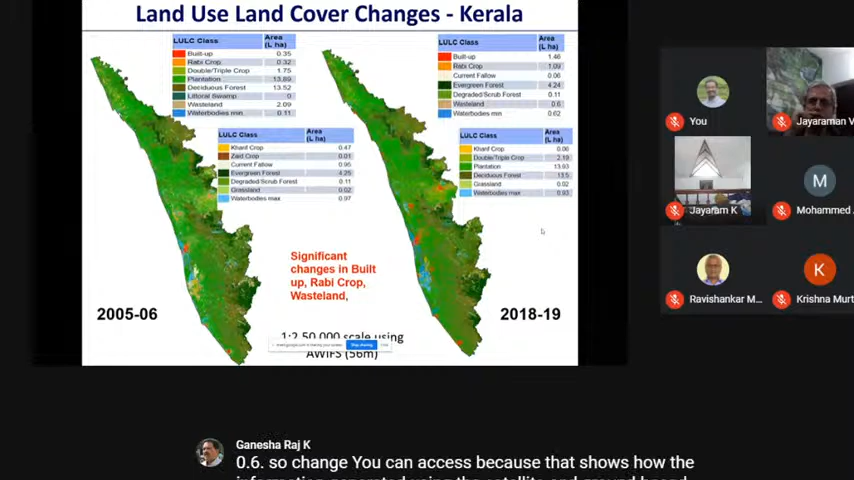 Land Use Land Cover Changes - Kerala
LULC Class Area (L ha)
Built-up 0.35
Rabi Crop 0.32
Double/Triple Crop 1.75
Plantation 13.89
Deciduous Forest 13.52
Littoral Swamp 0
Wasteland 2.09
Waterbodies min 0.11
LULC Class Area (L ha)
Kharif Crop 0.47
Zaid Crop 0.01
Current Fallow 0.95
Evergreen Forest 4.25
Degraded/Scrub Forest 0.11
Grassland 0.02
Waterbodies max 0.97
LULC Class Area (L ha)
Built-up 1.46
Rabi Crop 1.09
Current Fallow 0.06
Evergreen Forest 4.24
Degraded/Scrub Forest 0.11
Wasteland 0.6
Waterbodies min 0.62
LULC Class Area (L ha)
Kharif Crop 0.06
Double/Triple Crop 2.19
Plantation 13.93
Deciduous Forest 13.5
Grassland 0.02
Waterbodies max 0.93
Significant
changes in Built
up, Rabi Crop,
Wasteland,
2005-06
2018-19
1:2,50,000 scale using
AWiFS (56m)
Stop sharing
You
Jayaraman V
Jayaram K
M
Mohammed
Ravishankar M...
K
Krishna Murt
Ganesha Raj K
0.6. so change You can access because that shows how the